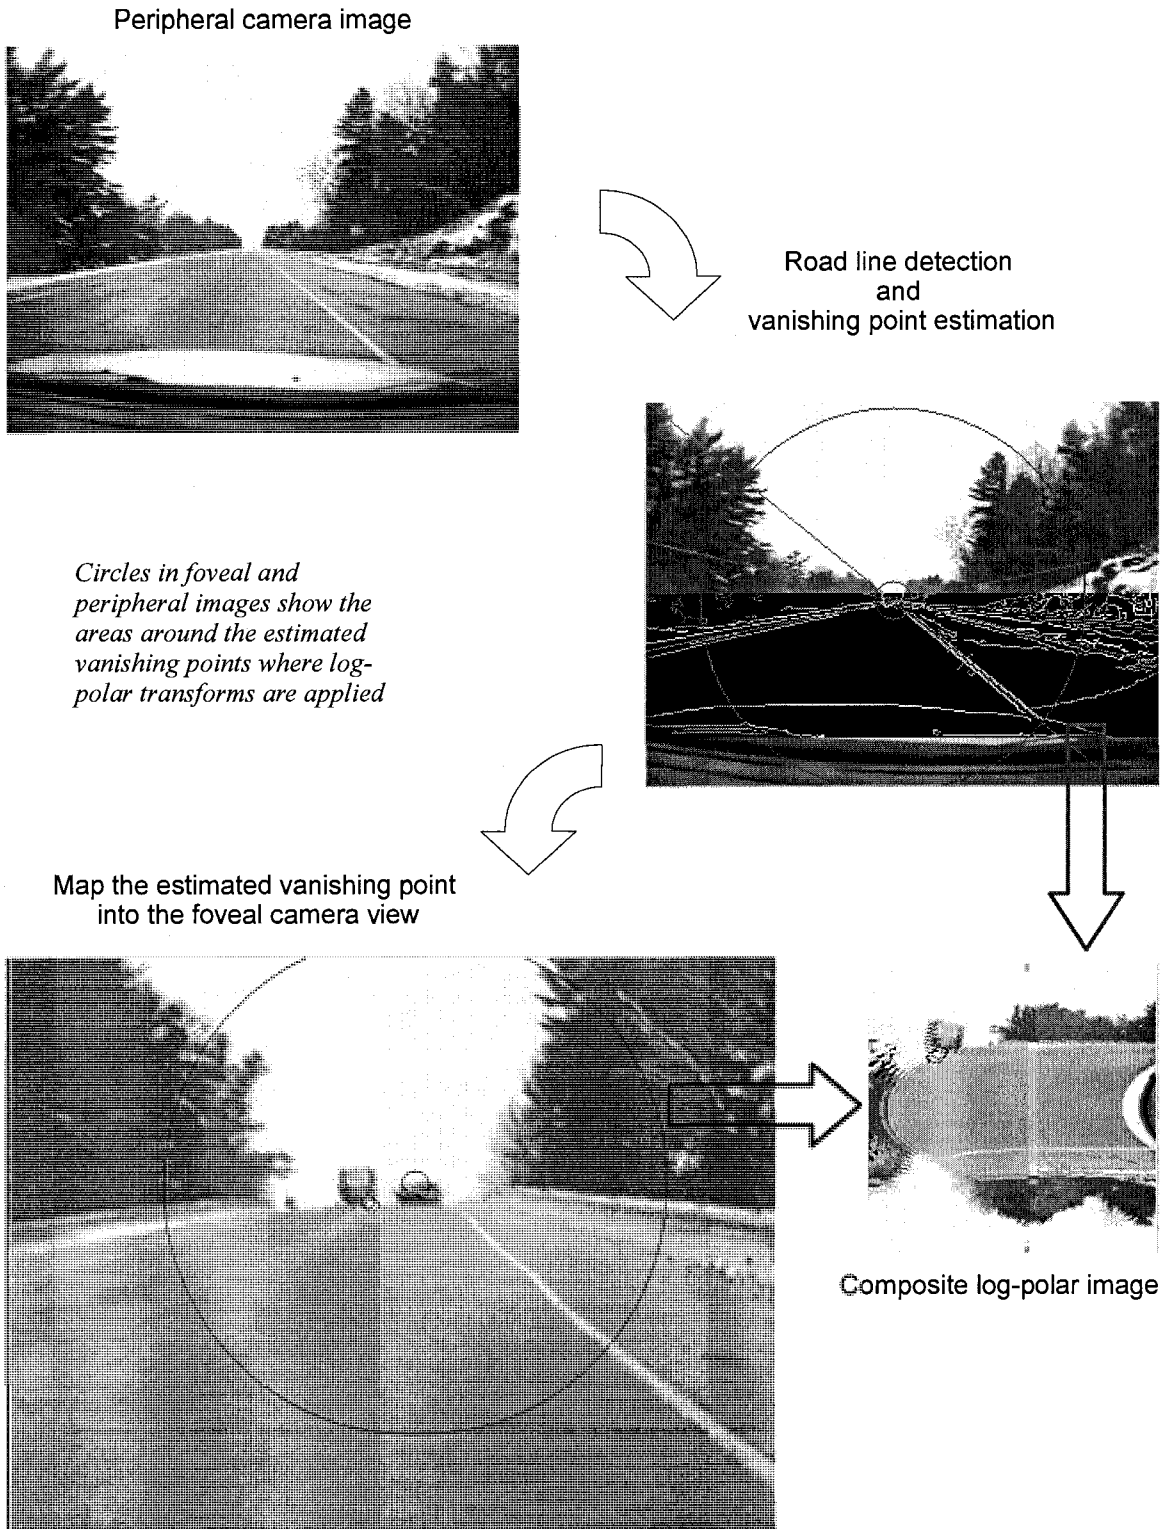 Peripheral camera image
Road line detection
and
vanishing point estimation
Circles in foveal and
peripheral images show the
areas around the estimated
vanishing points where log-
polar transforms are applied
Map the estimated vanishing point
into the foveal camera view
Composite log-polar image